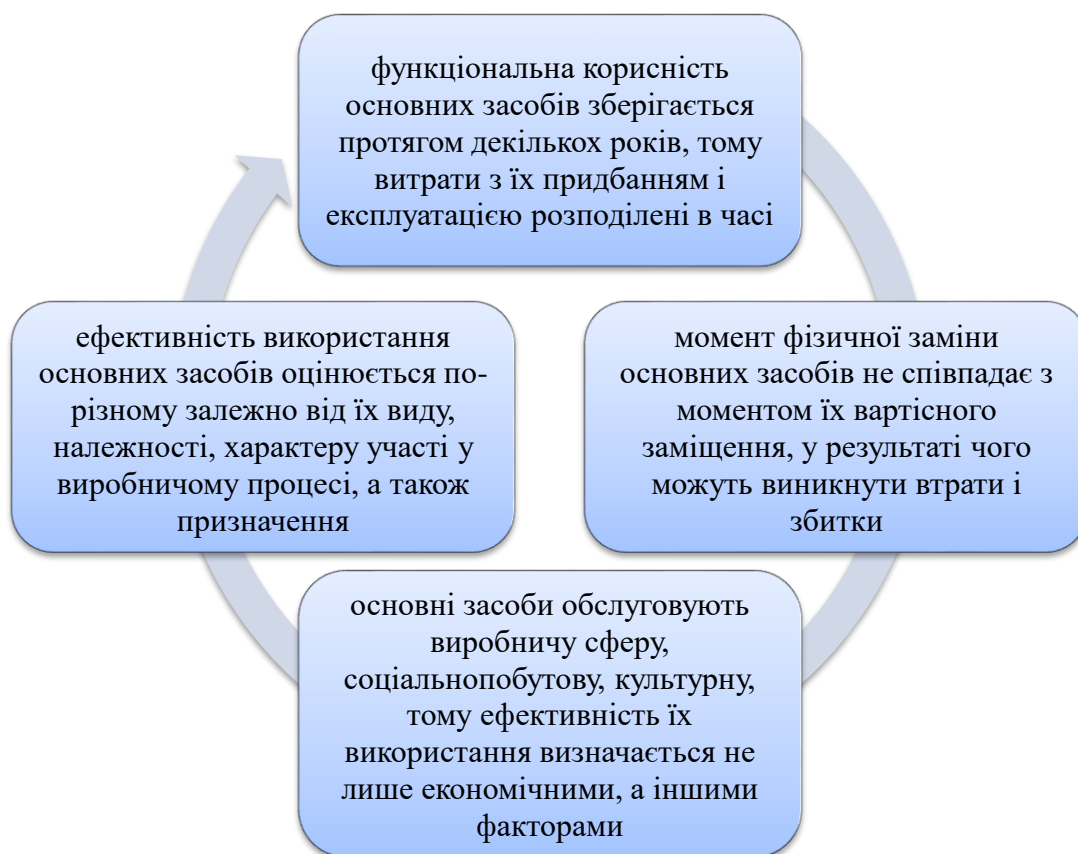 функціональна корисність
основних засобів зберігається
протягом декількох років, тому
витрати з їх придбанням і
експлуатацією розподілені в часі
момент фізичної заміни
основних засобів не співпадає з
моментом їх вартісного
заміщення, у результаті чого
можуть виникнути втрати і
збитки
основні засоби обслуговують
виробничу сферу,
соціальнопобутову, культурну,
тому ефективність їх
використання визначається не
лише економічними, а іншими
факторами
ефективність використання
основних засобів оцінюється по-
різному залежно від їх виду,
належності, характеру участі у
виробничому процесі, а також
призначення